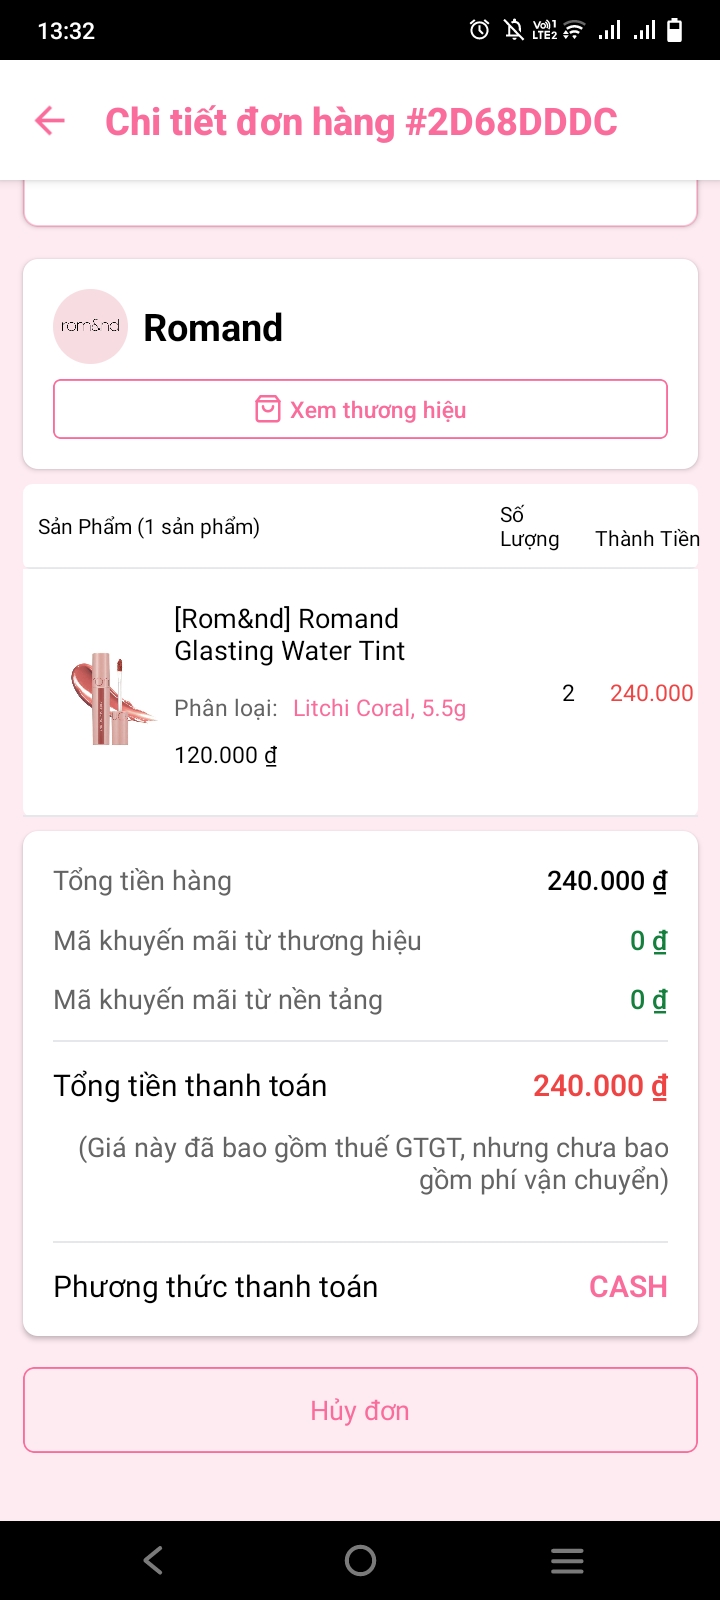 13:32
Vo) 1
LTE2
Chi tiết đơn hàng #2D68DDDC
rom&nd
Romand
Xem thương hiệu
Sản Phẩm (1 sản phẩm)
Số
Lượng
Thành Tiền
[Rom&nd] Romand
Glasting Water Tint
Phân loại: Litchi Coral, 5.5g
120.000 ₫
2
240.000
Tổng tiền hàng 240.000 ₫
Mã khuyến mãi từ thương hiệu 0 ₫
Mã khuyến mãi từ nền tảng 0 ₫
Tổng tiền thanh toán 240.000 ₫
(Giá này đã bao gồm thuế GTGT, nhưng chưa bao
gồm phí vận chuyển)
Phương thức thanh toán CASH
Hủy đơn